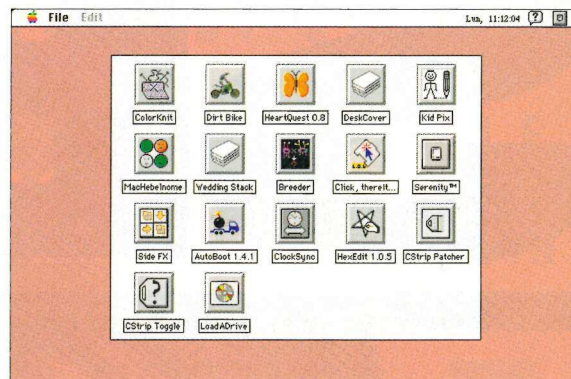 File Edit Lun, 11:12:04
ColorKnit Dirt Bike HeartQuest 0.8 DeskCover Kid Pix
MacHebelnome Wedding Stack Breeder Click, thereit... Serenity™
Side FX AutoBoot 1.4.1 ClockSync HexEdit 1.0.5 CStrip Patcher
CStrip Toggle LoadADrive